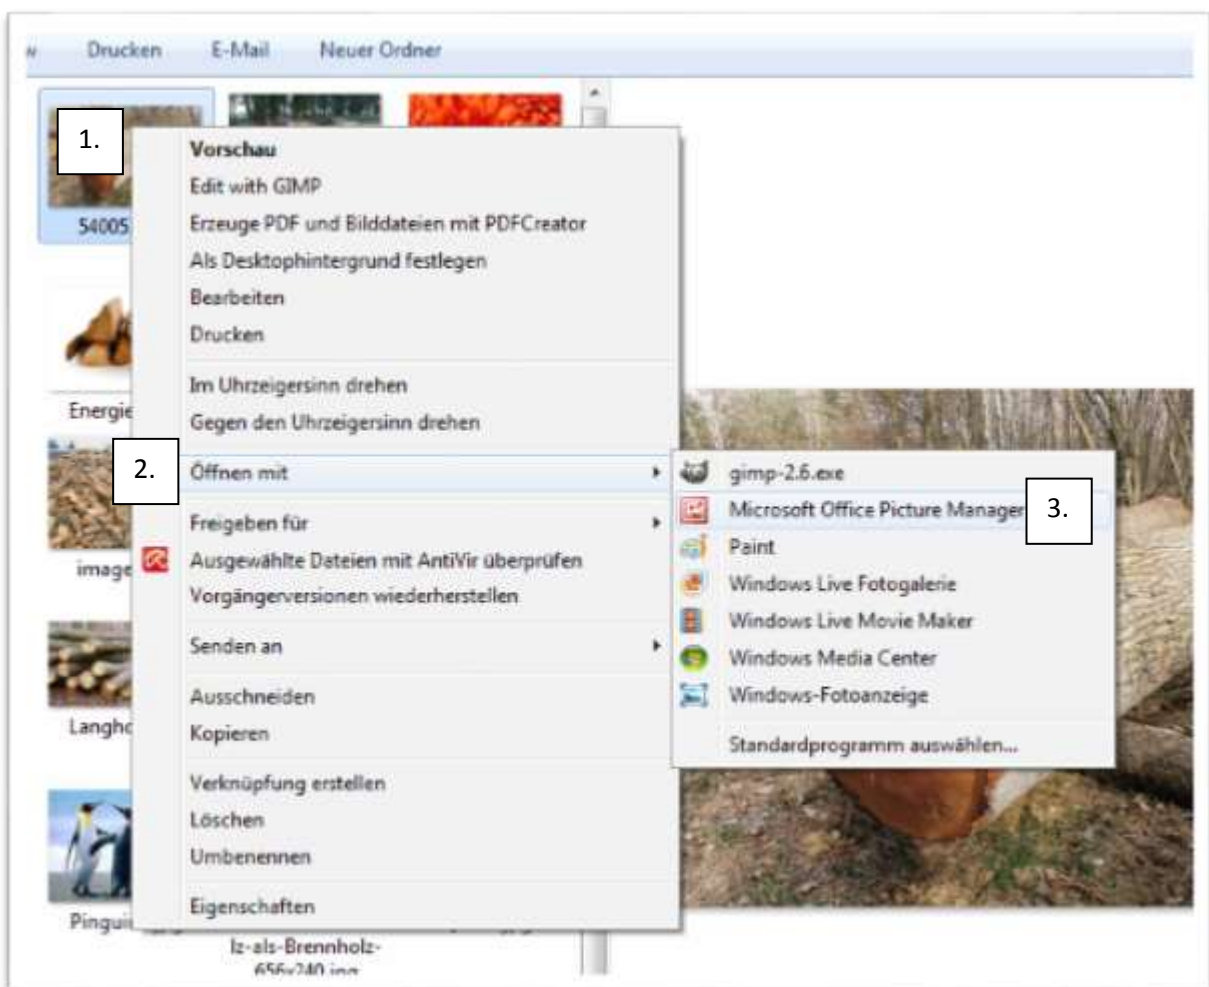 w Drucken E-Mail Neuer Ordner
1.
54005
Vorschau
Edit with GIMP
Erzeuge PDF und Bilddateien mit PDFCreator
Als Desktophintergrund festlegen
Bearbeiten
Drucken
Im Uhrzeigersinn drehen
Gegen den Uhrzeigersinn drehen
2.
Öffnen mit
Freigeben für
Ausgewählte Dateien mit AntiVir überprüfen
Vorgängerversionen wiederherstellen
Senden an
Ausschneiden
Kopieren
Verknüpfung erstellen
Löschen
Umbenennen
Eigenschaften
gimp-2.6.exe
Microsoft Office Picture Manager
3.
Paint
Windows Live Fotogalerie
Windows Live Movie Maker
Windows Media Center
Windows-Fotoanzeige
Standardprogramm auswählen...
Energie
image
Langho
Pingui
lz-als-Brennholz-
656x240.jpg